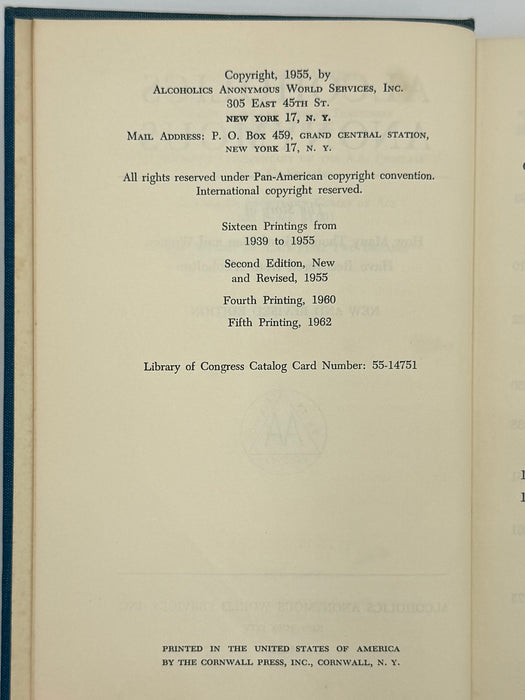 Copyright, 1955, by
Alcoholics Anonymous World Services, Inc.
305 East 45th St.
NEW YORK 17, N. Y.
Mail Address: P. O. Box 459, GRAND CENTRAL STATION,
NEW YORK 17, N. Y.
All rights reserved under Pan-American copyright convention.
International copyright reserved.
Sixteen Printings from
1939 to 1955
Second Edition, New
and Revised, 1955
Fourth Printing, 1960
Fifth Printing, 1962
Library of Congress Catalog Card Number: 55-14751
PRINTED IN THE UNITED STATES OF AMERICA
BY THE CORNWALL PRESS, INC., CORNWALL, N. Y.